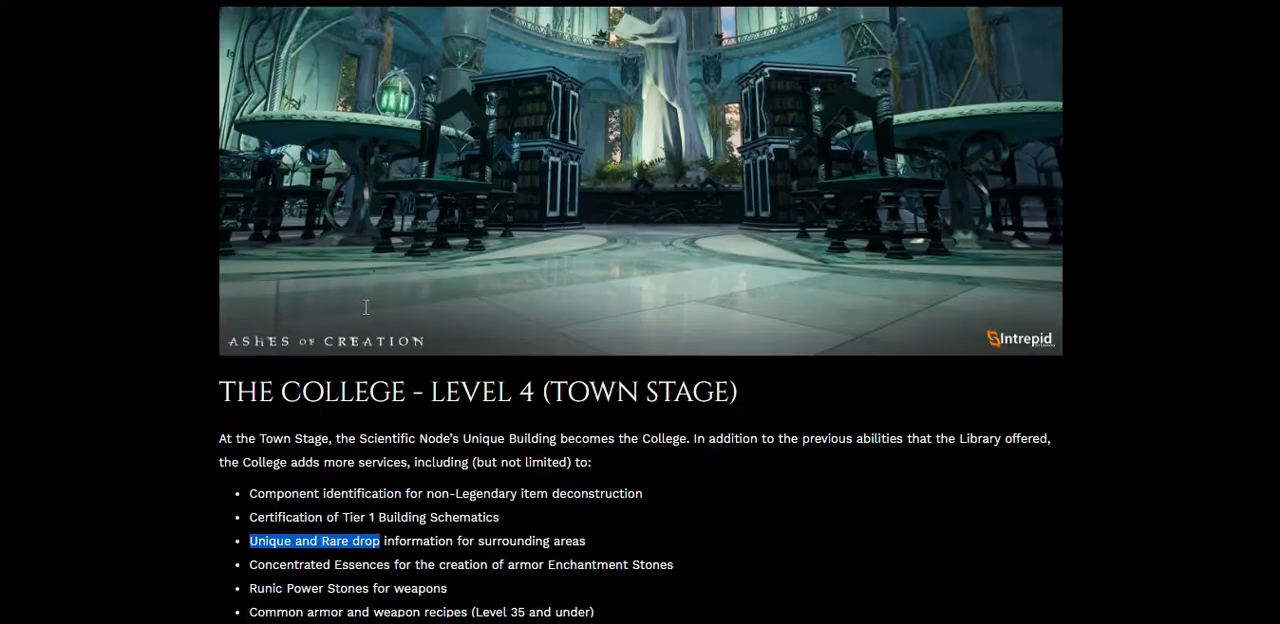 ASHES OF CREATION
Intrepid
THE COLLEGE - LEVEL 4 (TOWN STAGE)
At the Town Stage, the Scientific Node's Unique Building becomes the College. In addition to the previous abilities that the Library offered,
the College adds more services, including (but not limited) to:
• Component identification for non-Legendary item deconstruction
• Certification of Tier 1 Building Schematics
• Unique and Rare drop information for surrounding areas
• Concentrated Essences for the creation of armor Enchantment Stones
• Runic Power Stones for weapons
• Common armor and weapon recipes (Level 35 and under)